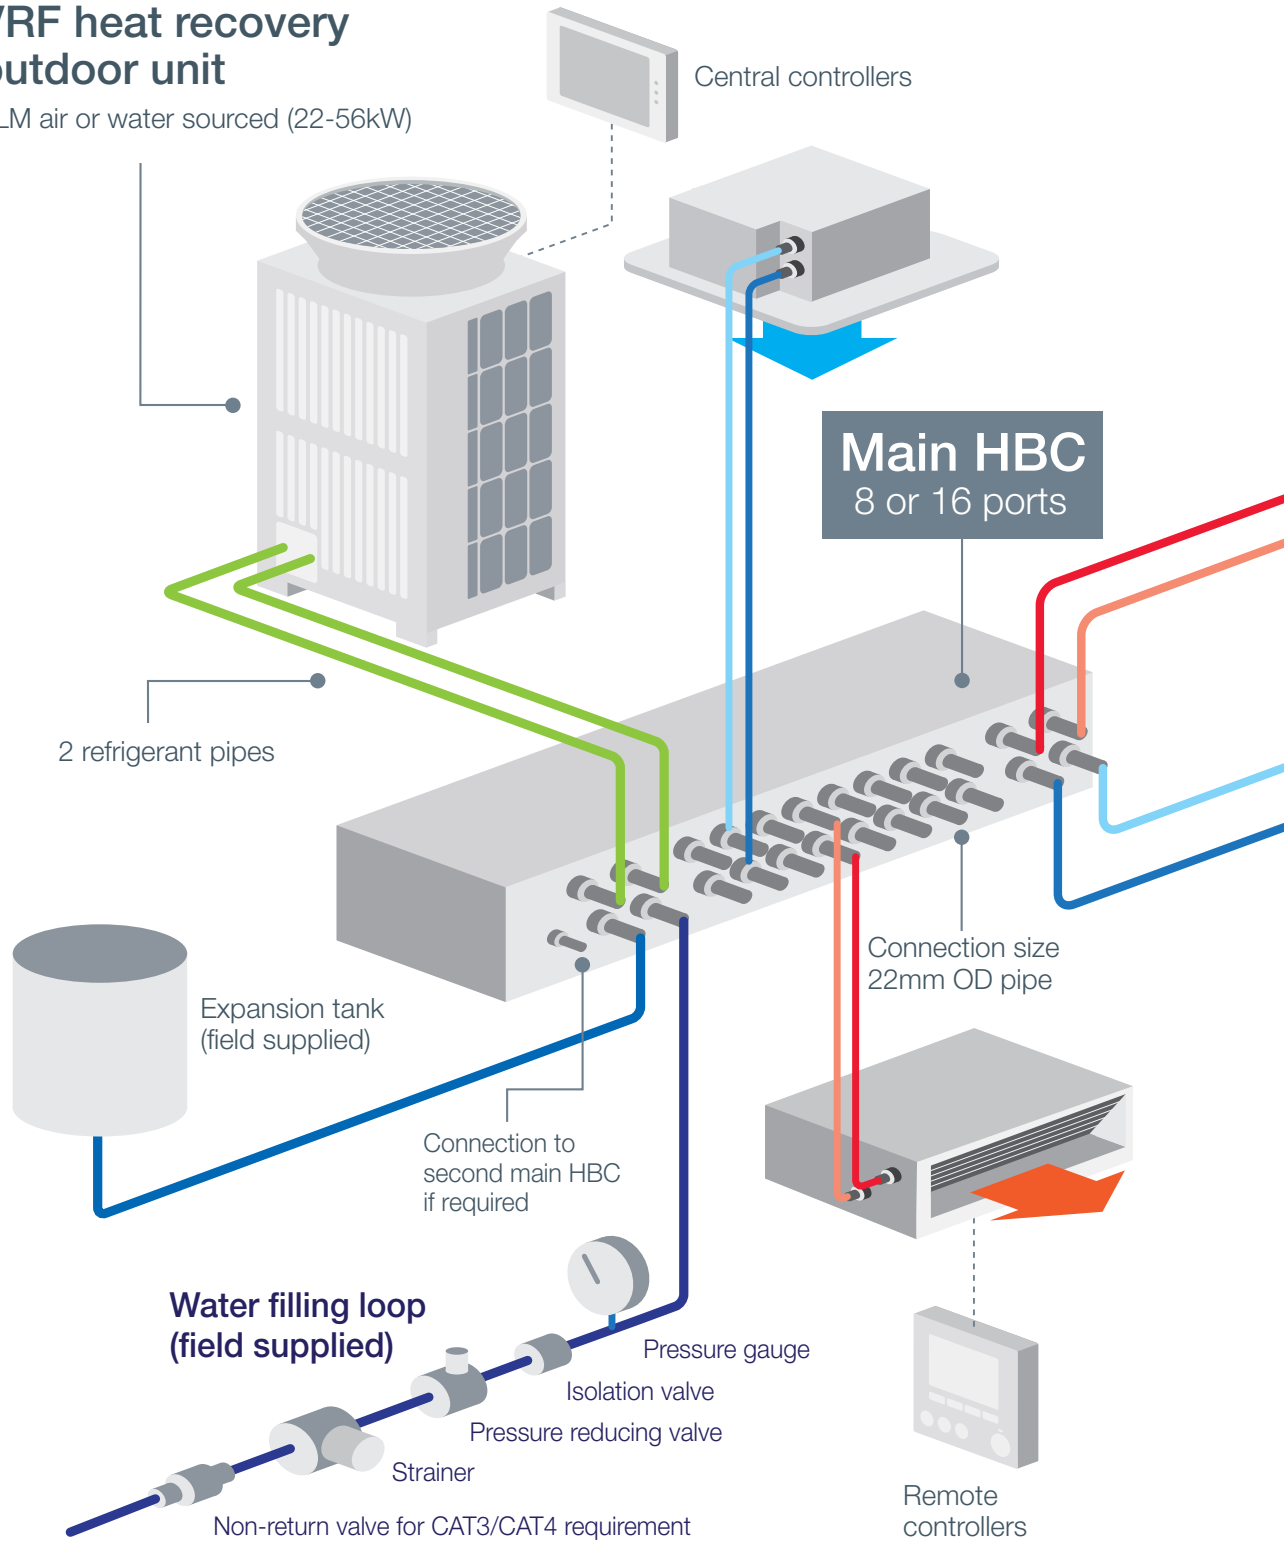 VRF heat recovery
outdoor unit
LM air or water sourced (22-56kW)
Central controllers
Main HBC
8 or 16 ports
2 refrigerant pipes
Connection size
22mm OD pipe
Expansion tank
(field supplied)
Connection to
second main HBC
if required
Water filling loop
(field supplied)
Pressure gauge
Isolation valve
Pressure reducing valve
Strainer
Non-return valve for CAT3/CAT4 requirement
Remote
controllers